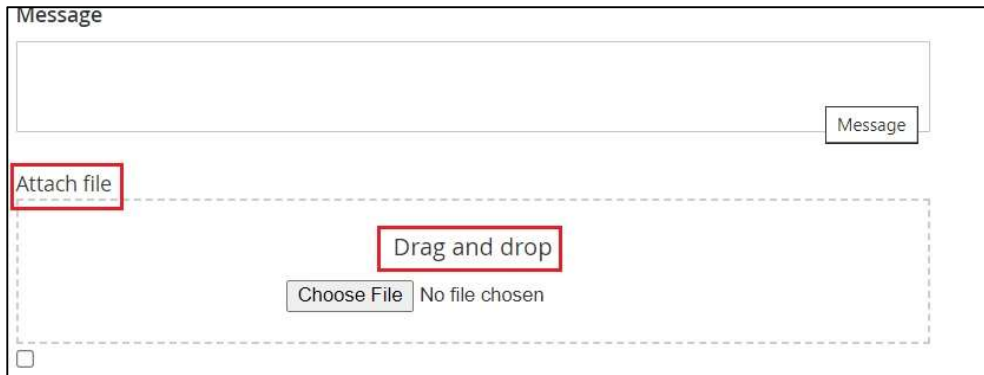 Message
Message
Attach file
Drag and drop
Choose File No file chosen